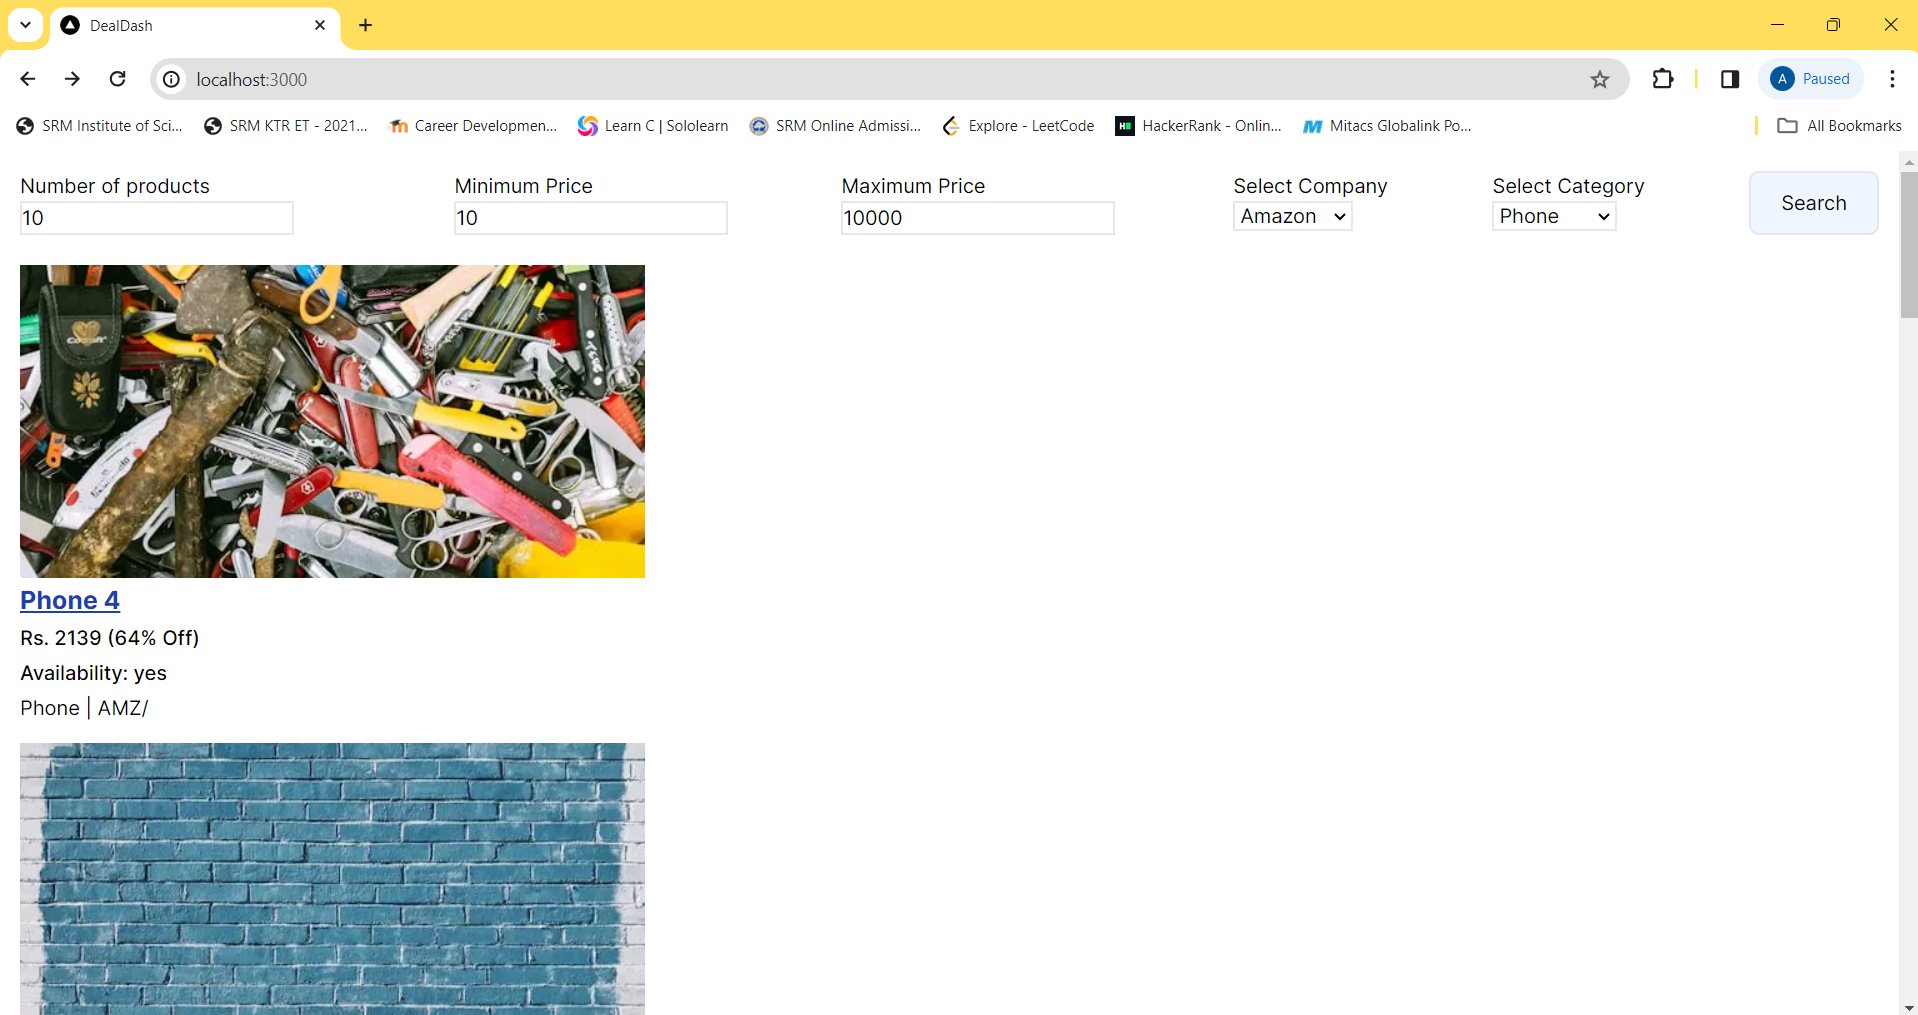 DealDash
localhost:3000
A Paused
SRM Institute of Sci...
SRM KTR ET - 2021...
Career Developmen...
Learn C | Sololearn
SRM Online Admissi...
Explore - LeetCode
HackerRank - Onlin...
Mitacs Globalink Po...
All Bookmarks
Number of products
10
Minimum Price
10
Maximum Price
10000
Select Company
Amazon
Select Category
Phone
Search
Phone 4
Rs. 2139 (64% Off)
Availability: yes
Phone | AMZ/